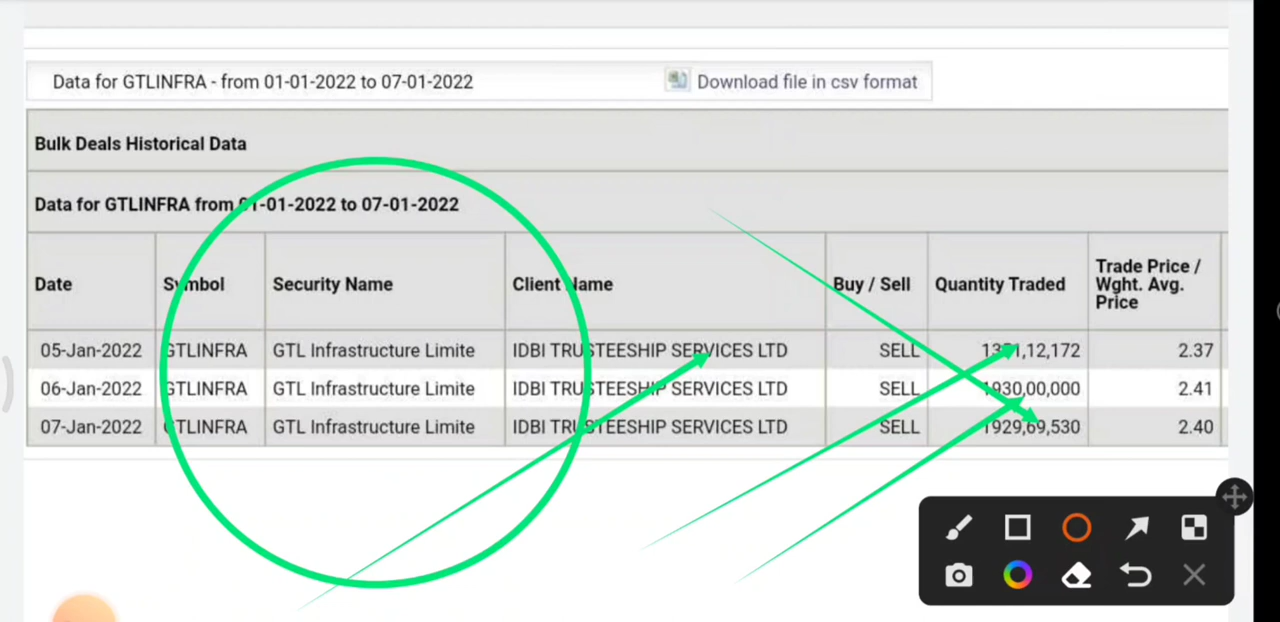 Data for GTLINFRA - from 01-01-2022 to 07-01-2022 Download file in csv format
Bulk Deals Historical Data
Data for GTLINFRA from 01-01-2022 to 07-01-2022
Date Symbol Security Name Client Name Buy / Sell Quantity Traded Trade Price / Wght. Avg. Price
05-Jan-2022 GTLINFRA GTL Infrastructure Limite IDBI TRUSTEESHIP SERVICES LTD SELL 2.37
06-Jan-2022 GTLINFRA GTL Infrastructure Limite IDBI TRUSTEESHIP SERVICES LTD SELL 1930,00,000 2.41
07-Jan-2022 GTLINFRA GTL Infrastructure Limite IDBI TRUSTEESHIP SERVICES LTD SELL 1929,69,530 2.40